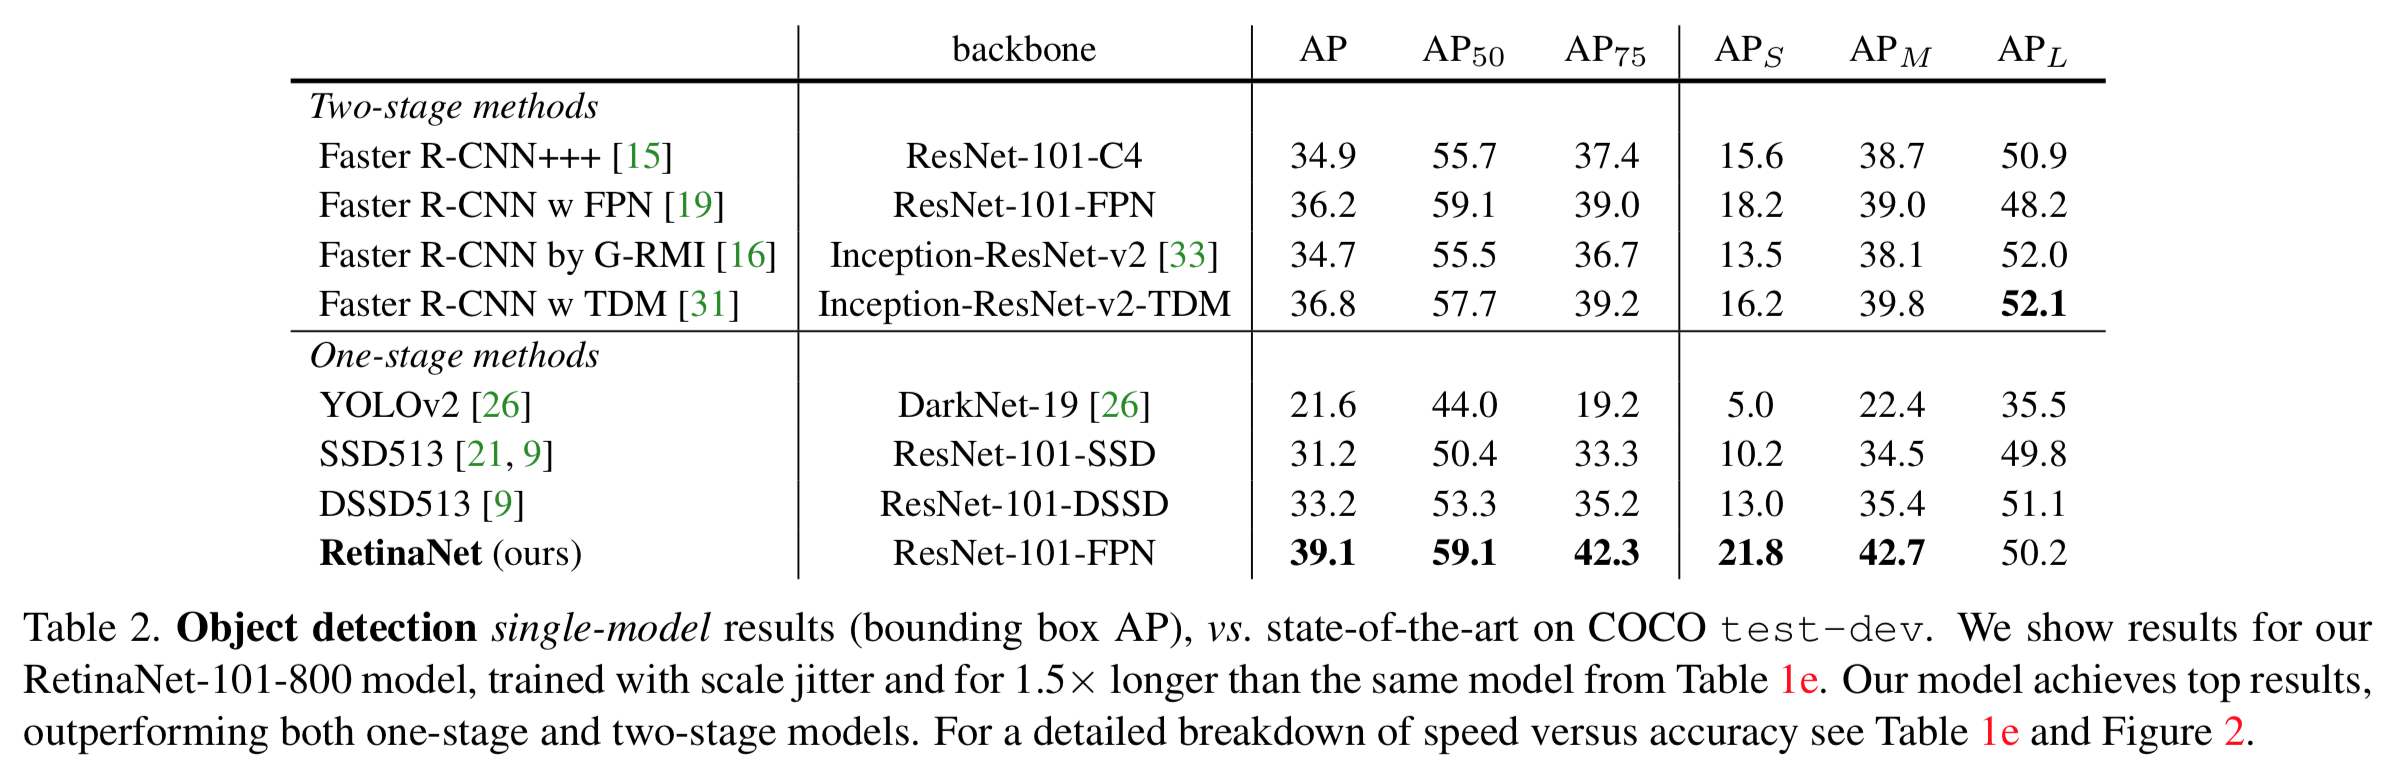 backbone AP AP50 AP75 APS APM APL
Two-stage methods
Faster R-CNN+++ [15] ResNet-101-C4 34.9 55.7 37.4 15.6 38.7 50.9
Faster R-CNN w FPN [19] ResNet-101-FPN 36.2 59.1 39.0 18.2 39.0 48.2
Faster R-CNN by G-RMI [16] Inception-ResNet-v2 [33] 34.7 55.5 36.7 13.5 38.1 52.0
Faster R-CNN w TDM [31] Inception-ResNet-v2-TDM 36.8 57.7 39.2 16.2 39.8 52.1
One-stage methods
YOLOv2 [26] DarkNet-19 [26] 21.6 44.0 19.2 5.0 22.4 35.5
SSD513 [21, 9] ResNet-101-SSD 31.2 50.4 33.3 10.2 34.5 49.8
DSSD513 [9] ResNet-101-DSSD 33.2 53.3 35.2 13.0 35.4 51.1
RetinaNet (ours) ResNet-101-FPN 39.1 59.1 42.3 21.8 42.7 50.2
Table 2. Object detection single-model results (bounding box AP), vs. state-of-the-art on COCO test-dev. We show results for our
RetinaNet-101-800 model, trained with scale jitter and for 1.5× longer than the same model from Table 1e. Our model achieves top results,
outperforming both one-stage and two-stage models. For a detailed breakdown of speed versus accuracy see Table 1e and Figure 2.